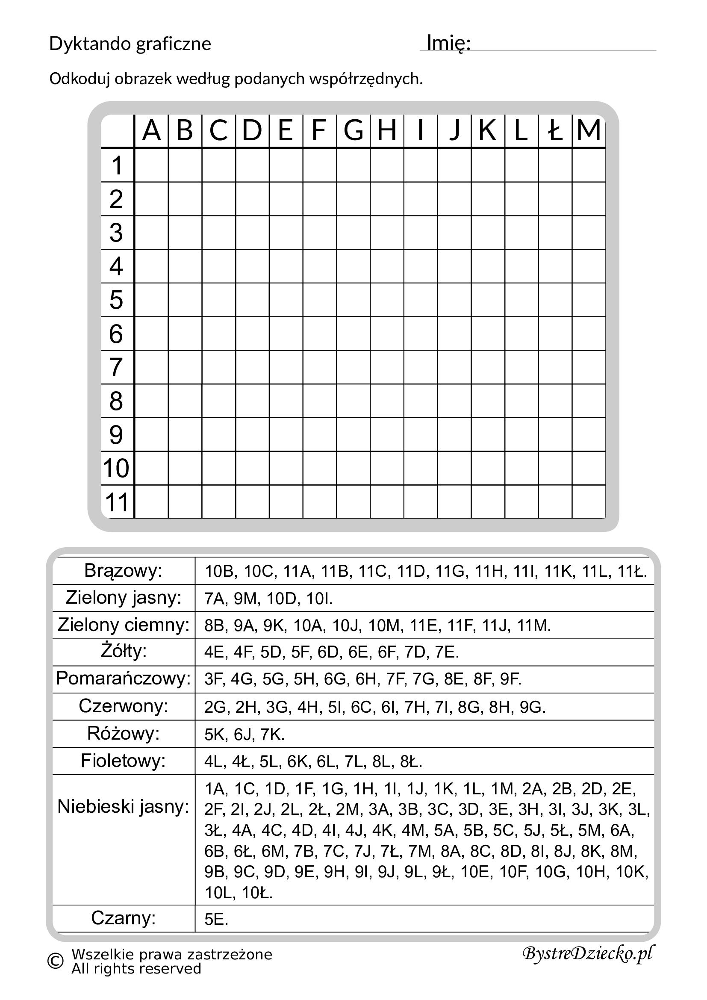 Dyktando graficzne
Imię:
Odkoduj obrazek według podanych współrzędnych.
A B C D E F G H I J K L Ł M
1
2
3
4
5
6
7
8
9
10
11
Brązowy: 10B, 10C, 11A, 11B, 11C, 11D, 11G, 11H, 11I, 11K, 11L, 11Ł.
Zielony jasny: 7A, 9M, 10D, 10I.
Zielony ciemny: 8B, 9A, 9K, 10A, 10J, 10M, 11E, 11F, 11J, 11M.
Żółty: 4E, 4F, 5D, 5F, 6D, 6E, 6F, 7D, 7E.
Pomarańczowy: 3F, 4G, 5G, 5H, 6G, 6H, 7F, 7G, 8E, 8F, 9F.
Czerwony: 2G, 2H, 3G, 4H, 5I, 6C, 6I, 7H, 7I, 8G, 8H, 9G.
Różowy: 5K, 6J, 7K.
Fioletowy: 4L, 4Ł, 5L, 6K, 6L, 7L, 8L, 8Ł.
Niebieski jasny: 1A, 1C, 1D, 1F, 1G, 1H, 1I, 1J, 1K, 1L, 1M, 2A, 2B, 2D, 2E,
2F, 2I, 2J, 2L, 2Ł, 2M, 3A, 3B, 3C, 3D, 3E, 3H, 3I, 3J, 3K, 3L,
3Ł, 4A, 4C, 4D, 4I, 4J, 4K, 4M, 5A, 5B, 5C, 5J, 5Ł, 5M, 6A,
6B, 6Ł, 6M, 7B, 7C, 7J, 7Ł, 7M, 8A, 8C, 8D, 8I, 8J, 8K, 8M,
9B, 9C, 9D, 9E, 9H, 9I, 9J, 9L, 9Ł, 10E, 10F, 10G, 10H, 10K,
10L, 10Ł.
Czarny: 5E.
© Wszelkie prawa zastrzeżone
All rights reserved
BystreDziecko.pl